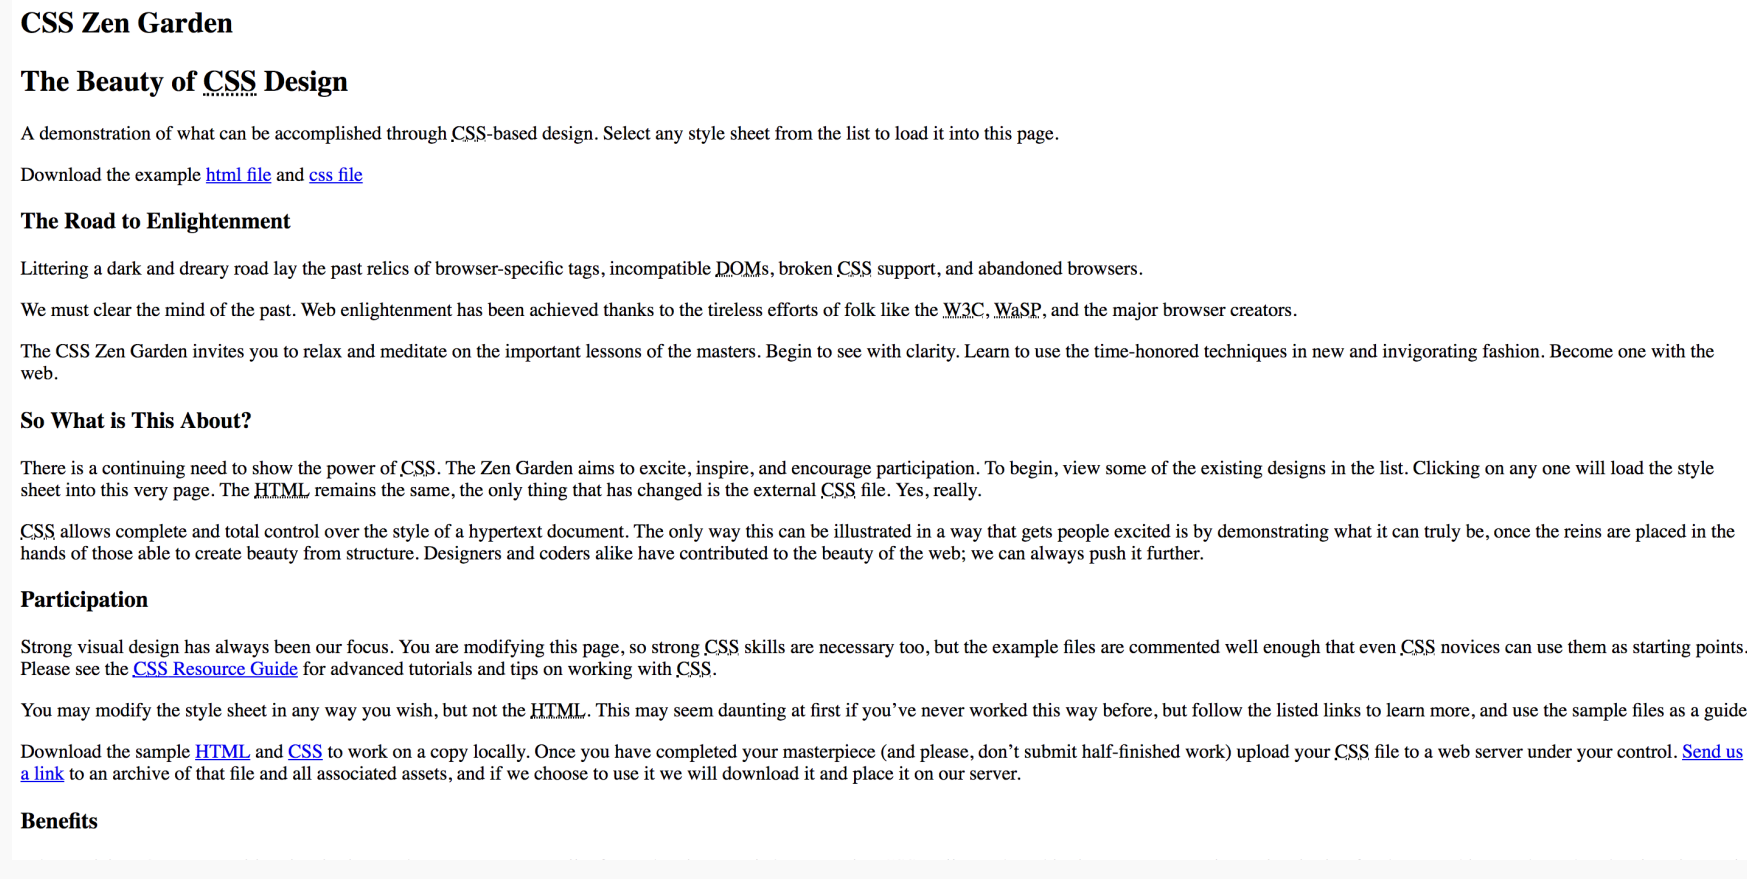 CSS Zen Garden
The Beauty of CSS Design
A demonstration of what can be accomplished through CSS-based design. Select any style sheet from the list to load it into this page.
Download the example html file and css file
The Road to Enlightenment
Littering a dark and dreary road lay the past relics of browser-specific tags, incompatible DOMs, broken CSS support, and abandoned browsers.
We must clear the mind of the past. Web enlightenment has been achieved thanks to the tireless efforts of folk like the W3C, WaSP, and the major browser creators.
The CSS Zen Garden invites you to relax and meditate on the important lessons of the masters. Begin to see with clarity. Learn to use the time-honored techniques in new and invigorating fashion. Become one with the
web.
So What is This About?
There is a continuing need to show the power of CSS. The Zen Garden aims to excite, inspire, and encourage participation. To begin, view some of the existing designs in the list. Clicking on any one will load the style
sheet into this very page. The HTML remains the same, the only thing that has changed is the external CSS file. Yes, really.
CSS allows complete and total control over the style of a hypertext document. The only way this can be illustrated in a way that gets people excited is by demonstrating what it can truly be, once the reins are placed in the
hands of those able to create beauty from structure. Designers and coders alike have contributed to the beauty of the web; we can always push it further.
Participation
Strong visual design has always been our focus. You are modifying this page, so strong CSS skills are necessary too, but the example files are commented well enough that even CSS novices can use them as starting points.
Please see the CSS Resource Guide for advanced tutorials and tips on working with CSS.
You may modify the style sheet in any way you wish, but not the HTML. This may seem daunting at first if you’ve never worked this way before, but follow the listed links to learn more, and use the sample files as a guide
Download the sample HTML and CSS to work on a copy locally. Once you have completed your masterpiece (and please, don’t submit half-finished work) upload your CSS file to a web server under your control. Send us
a link to an archive of that file and all associated assets, and if we choose to use it we will download it and place it on our server.
Benefits